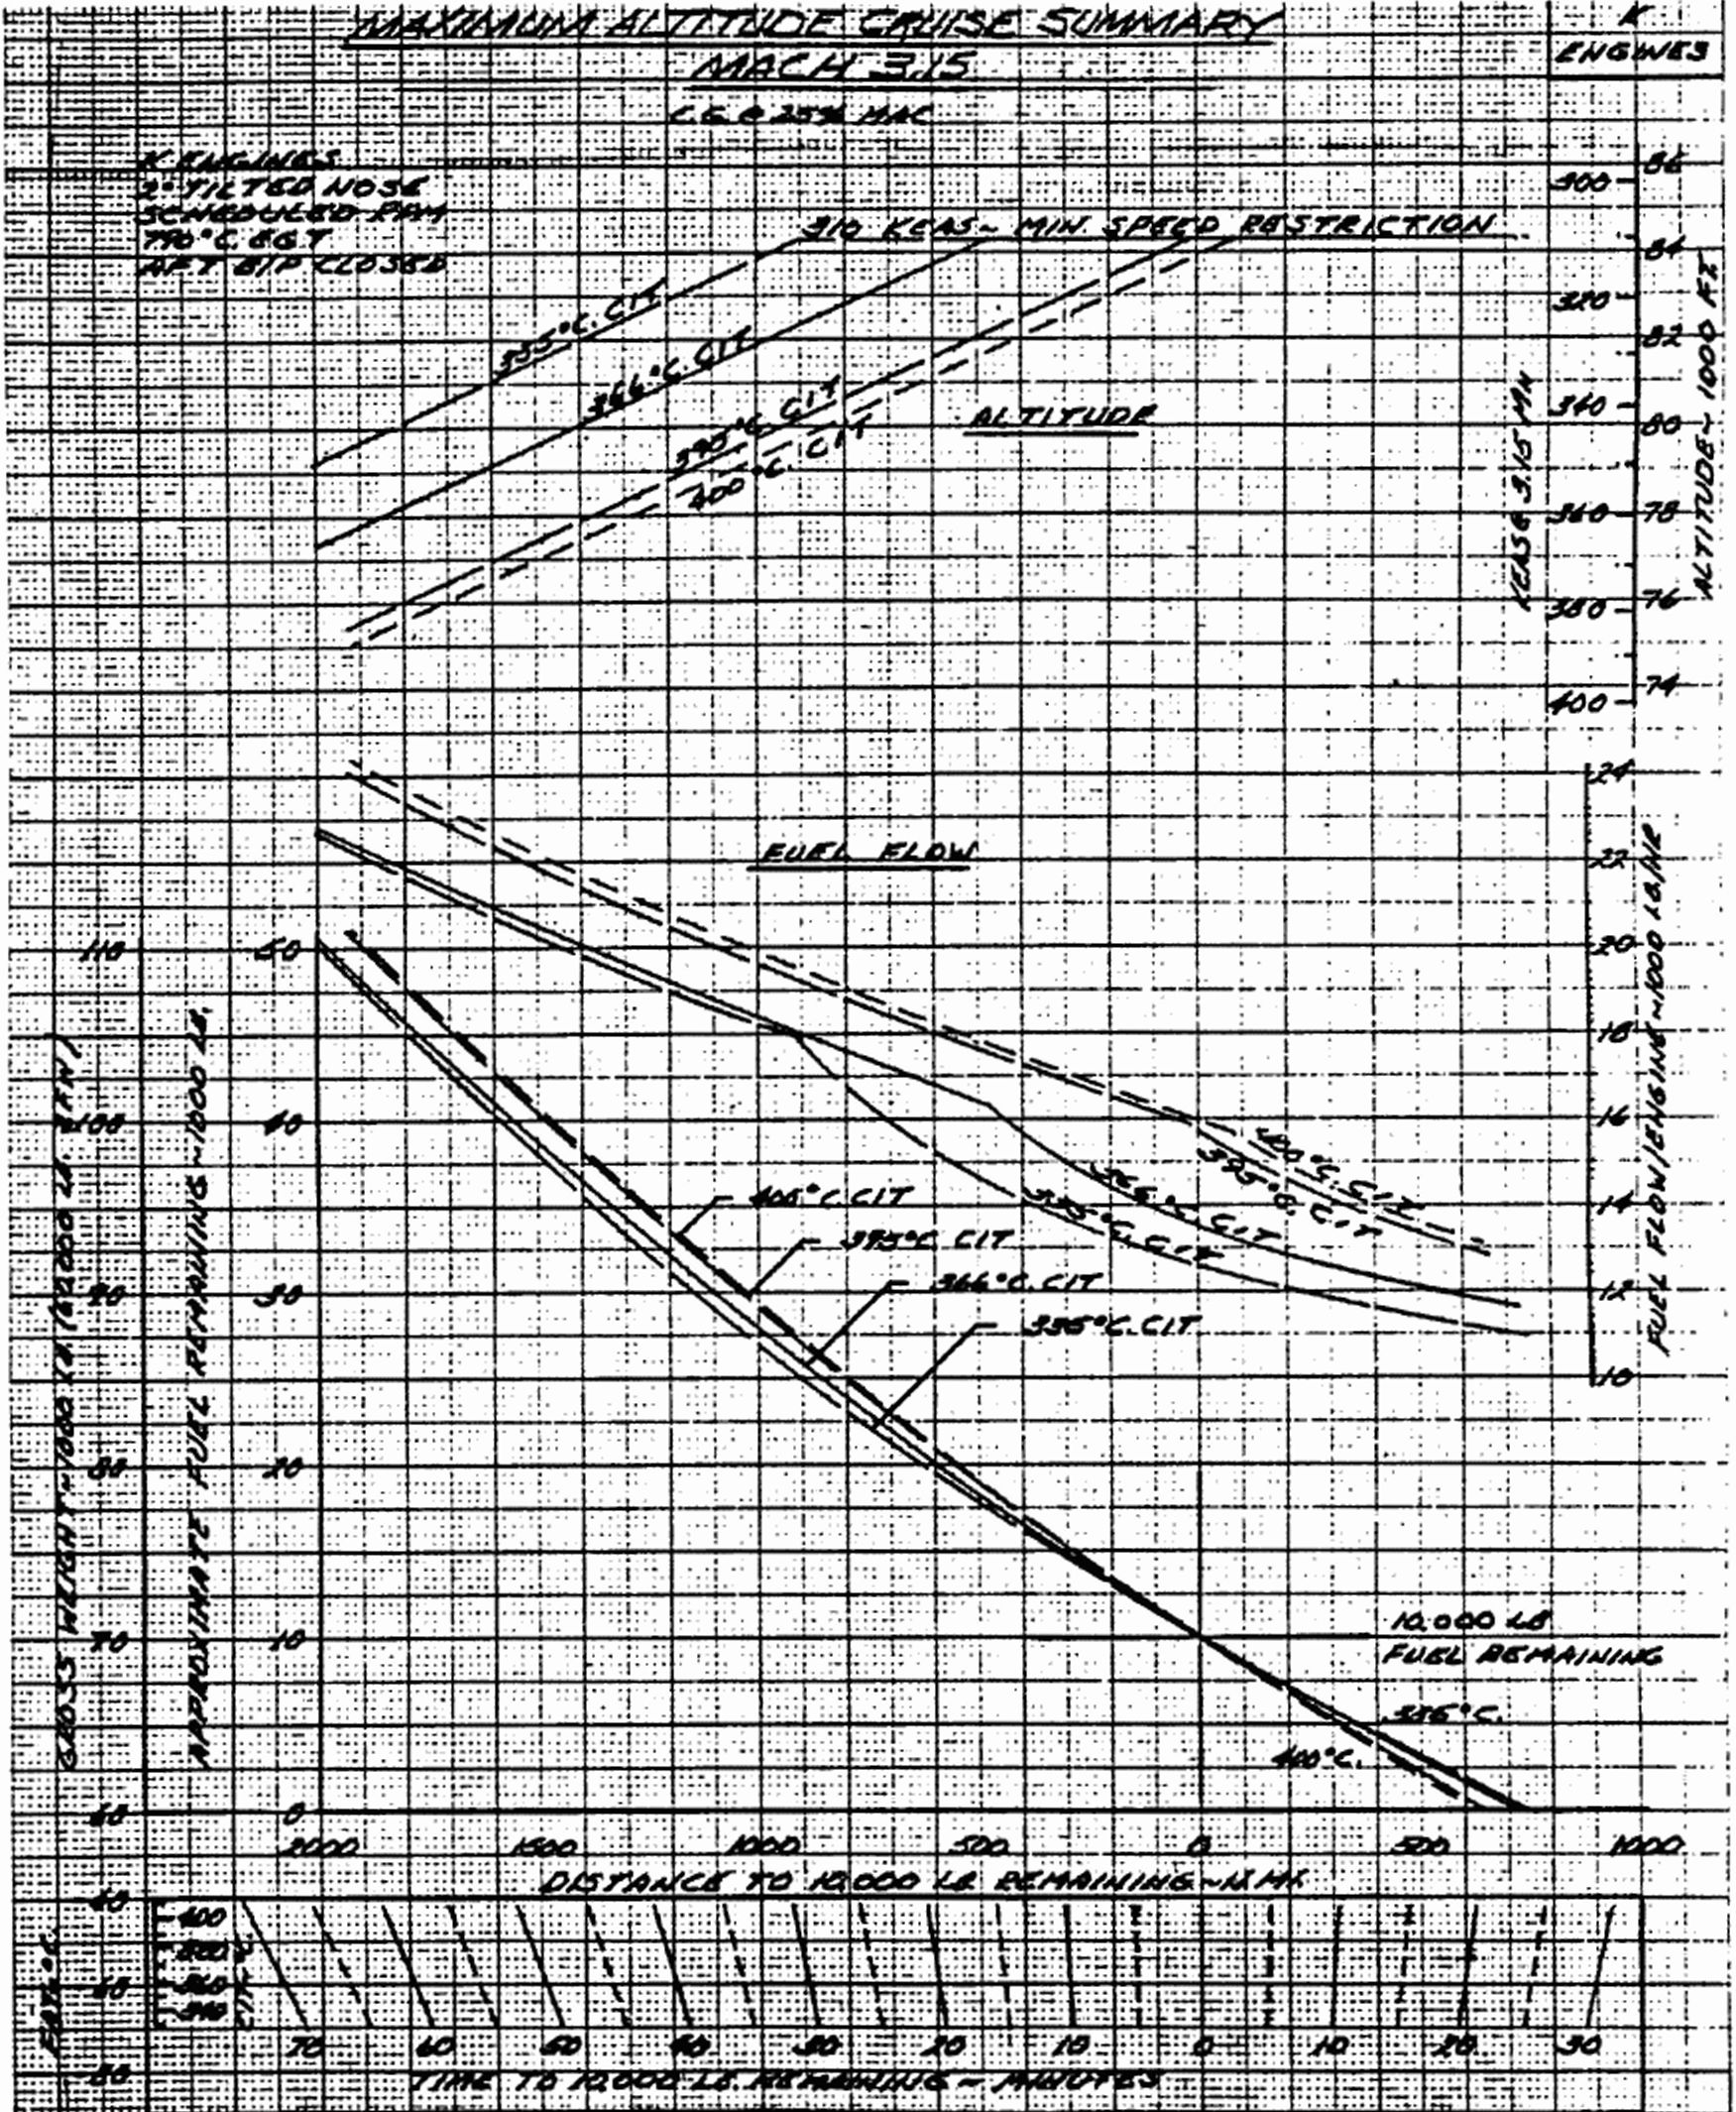 MAXIMUM ALTITUDE CRUISE SUMMARY
MACH 3.15
C.G. @ 25% MAC
K
ENGINES
K ENGINES
2° TILTED NOSE
SCHEDULED
790°C. EGT
AFT B/P CLOSED
310 KEAS ~ MIN. SPEED RESTRICTION
335°C. CIT
366°C. CIT
395°C. CIT
400°C. CIT
ALTITUDE
300
320
340
360
380
400
KEAS @ 3.15 MN
86
84
82
80
78
76
74
ALTITUDE ~ 1000 FT
FUEL FLOW
24
22
20
18
16
14
12
10
FUEL FLOW/ENGINE ~ 1000 LB/HR
400°C. CIT
395°C. CIT
366°C. CIT
335°C. CIT
110
100
90
80
70
60
GROSS WEIGHT ~ 1000 LB. (60,000 LB. ZFW)
50
40
30
20
10
0
APPROXIMATE FUEL REMAINING ~ 1000 LB.
400°C. CIT
395°C. CIT
366°C. CIT
335°C. CIT
10,000 LB
FUEL REMAINING
335°C.
400°C.
2000 1500 1000 500 0 500 1000
DISTANCE TO 10,000 LB REMAINING ~ N.MI.
400
380
360
340
CIT °C
70 60 50 40 30 20 10 0 10 20 30
TIME TO 10,000 LB. REMAINING ~ MINUTES